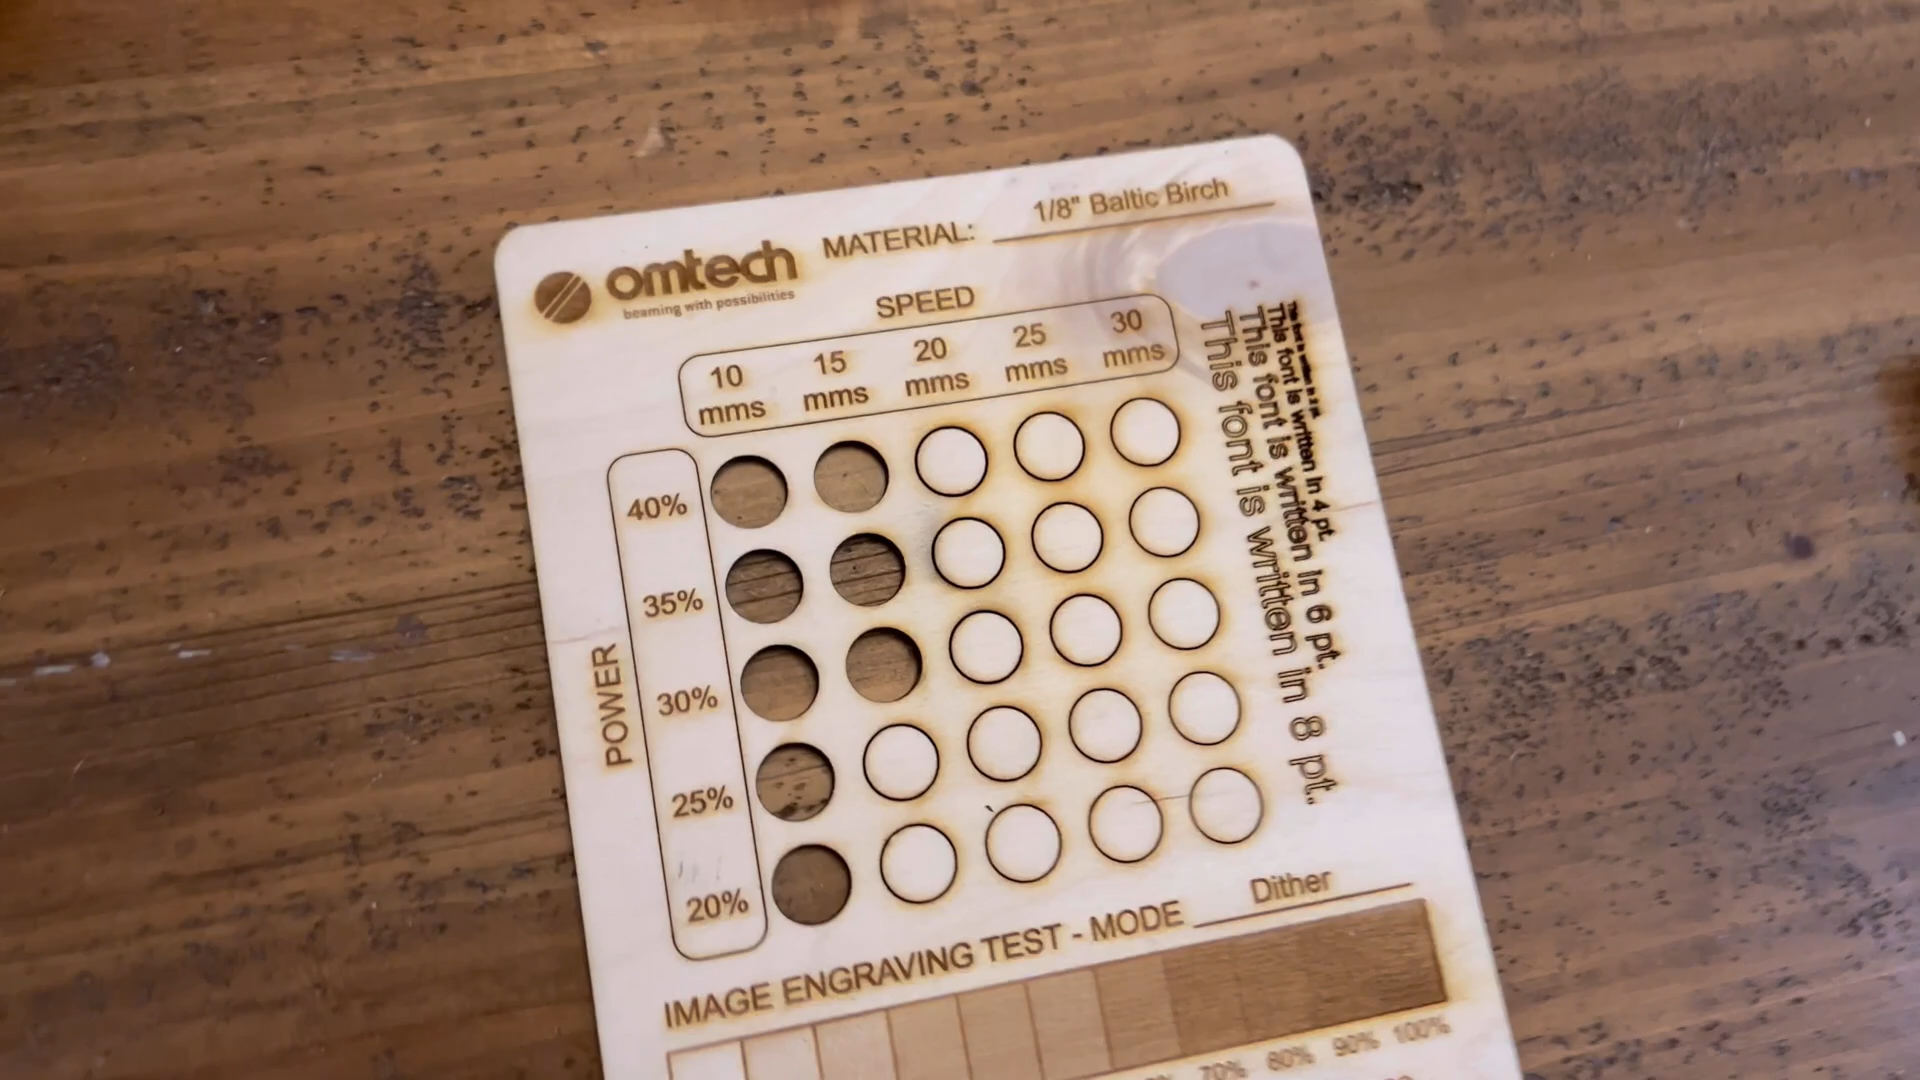 omtech
beaming with possibilities
MATERIAL: 1/8" Baltic Birch
SPEED
10 mms
15 mms
20 mms
25 mms
30 mms
POWER
40%
35%
30%
25%
20%
This font is written in 4 pt.
This font is written in 6 pt.
This font is written in 8 pt.
IMAGE ENGRAVING TEST - MODE Dither
70% 80% 90% 100%